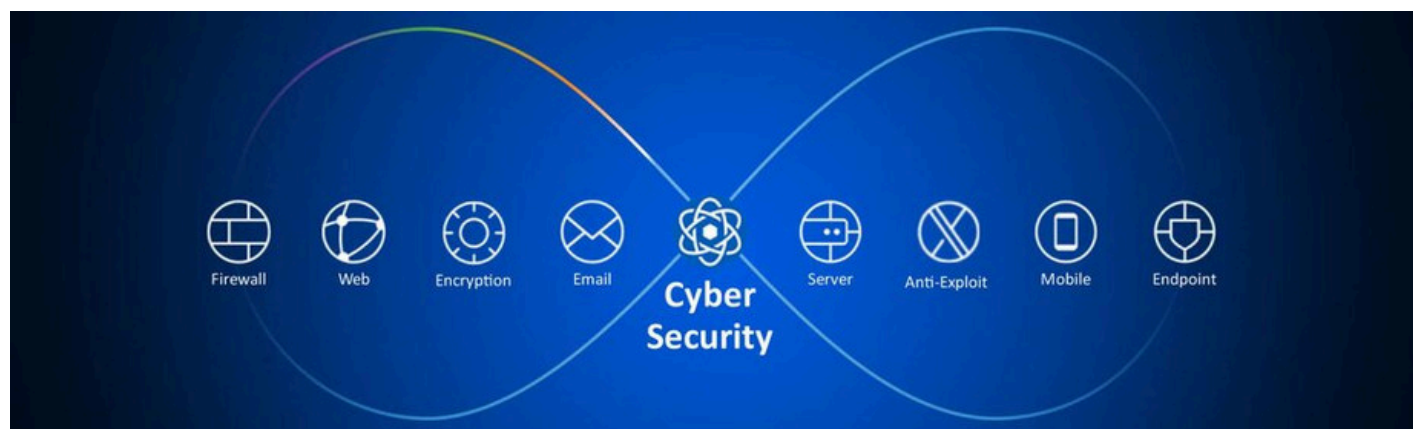 Firewall
Web
Encryption
Email
Cyber
Security
Server
Anti-Exploit
Mobile
Endpoint